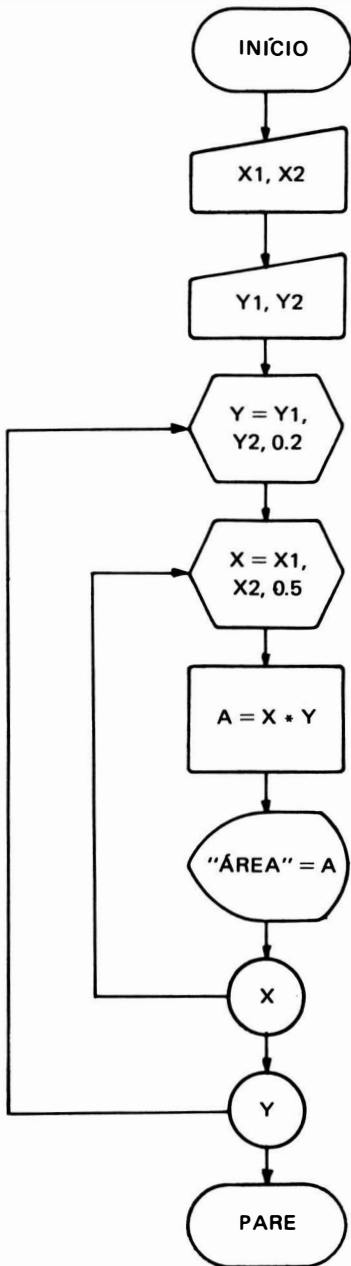 INÍCIO
X1, X2
Y1, Y2
Y = Y1,
Y2, 0.2
X = X1,
X2, 0.5
A = X * Y
"ÁREA" = A
X
Y
PARE